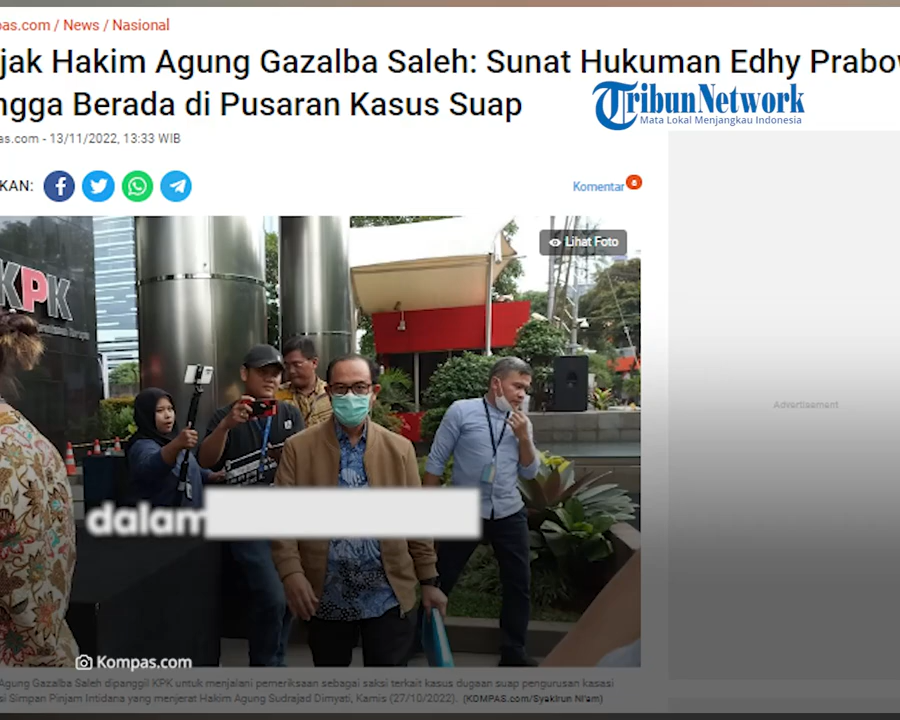 as.com / News / Nasional
jak Hakim Agung Gazalba Saleh: Sunat Hukuman Edhy Prabow
ngga Berada di Pusaran Kasus Suap
TribunNetwork
Mata Lokal Menjangkau Indonesia
as.com - 13/11/2022, 13:33 WIB
KAN:
Komentar 8
Lihat Foto
KPK
Advertisement
dalam
Kompas.com
Agung Gazalba Saleh dipanggil KPK untuk menjalani pemeriksaan sebagai saksi terkait kasus dugaan suap pengurusan kasasi
si Simpan Pinjam Intidana yang menjerat Hakim Agung Sudrajad Dimyati, Kamis (27/10/2022). (KOMPAS.com/Syakirun Ni'am)